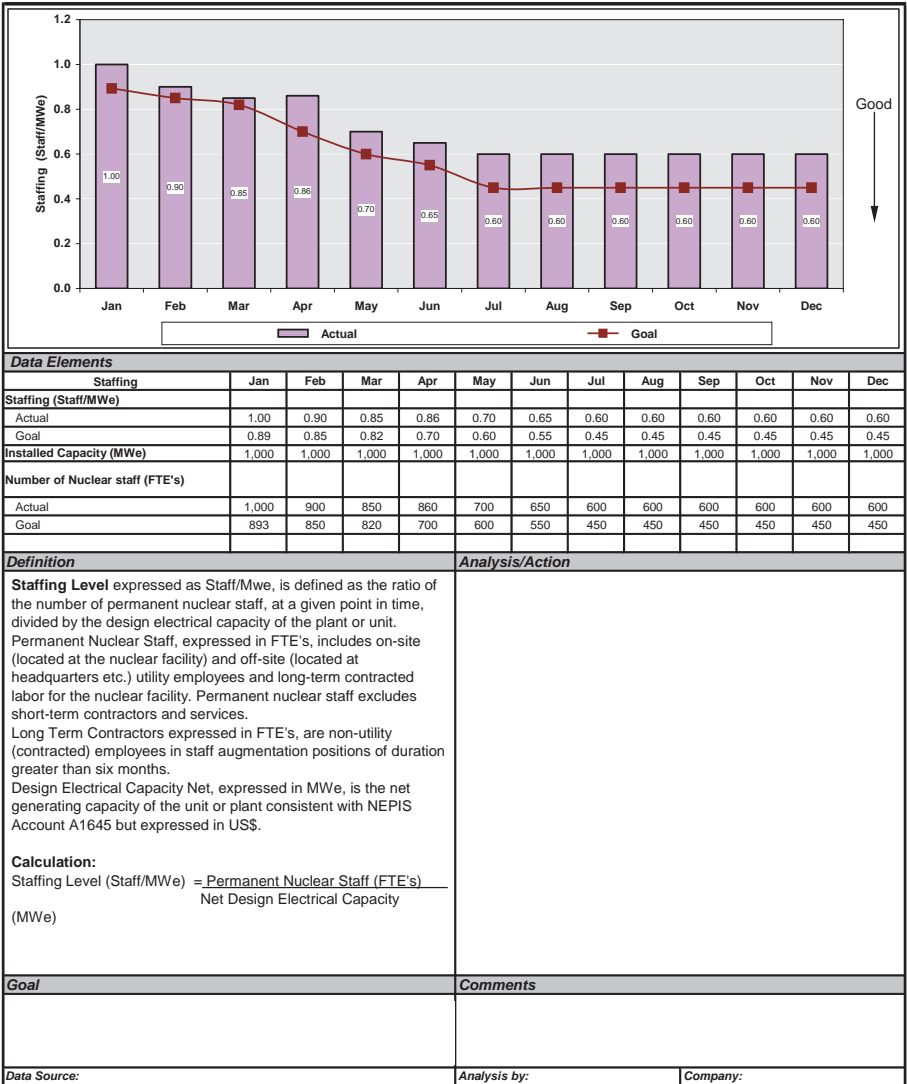 1.2
1.0
0.8
0.6
0.4
0.2
0.0
Staffing (Staff/MWe)
1.00
0.90
0.85
0.86
0.70
0.65
0.60
0.60
0.60
0.60
0.60
0.60
Jan Feb Mar Apr May Jun Jul Aug Sep Oct Nov Dec
Good
Actual Goal
Data Elements
Staffing Jan Feb Mar Apr May Jun Jul Aug Sep Oct Nov Dec
Staffing (Staff/MWe)
Actual 1.00 0.90 0.85 0.86 0.70 0.65 0.60 0.60 0.60 0.60 0.60 0.60
Goal 0.89 0.85 0.82 0.70 0.60 0.55 0.45 0.45 0.45 0.45 0.45 0.45
Installed Capacity (MWe) 1,000 1,000 1,000 1,000 1,000 1,000 1,000 1,000 1,000 1,000 1,000 1,000
Number of Nuclear staff (FTE's)
Actual 1,000 900 850 860 700 650 600 600 600 600 600 600
Goal 893 850 820 700 600 550 450 450 450 450 450 450
Definition
Staffing Level expressed as Staff/Mwe, is defined as the ratio of
the number of permanent nuclear staff, at a given point in time,
divided by the design electrical capacity of the plant or unit.
Permanent Nuclear Staff, expressed in FTE's, includes on-site
(located at the nuclear facility) and off-site (located at
headquarters etc.) utility employees and long-term contracted
labor for the nuclear facility. Permanent nuclear staff excludes
short-term contractors and services.
Long Term Contractors expressed in FTE's, are non-utility
(contracted) employees in staff augmentation positions of duration
greater than six months.
Design Electrical Capacity Net, expressed in MWe, is the net
generating capacity of the unit or plant consistent with NEPIS
Account A1645 but expressed in US$.
Calculation:
Staffing Level (Staff/MWe) = Permanent Nuclear Staff (FTE's)
Net Design Electrical Capacity
(MWe)
Analysis/Action
Goal
Comments
Data Source:
Analysis by:
Company: